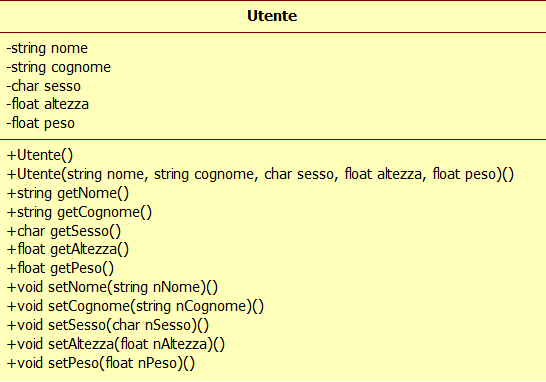 Utente
-string nome
-string cognome
-char sesso
-float altezza
-float peso
+Utente()
+Utente(string nome, string cognome, char sesso, float altezza, float peso)()
+string getNome()
+string getCognome()
+char getSesso()
+float getAltezza()
+float getPeso()
+void setNome(string nNome)()
+void setCognome(string nCognome)()
+void setSesso(char nSesso)()
+void setAltezza(float nAltezza)()
+void setPeso(float nPeso)()